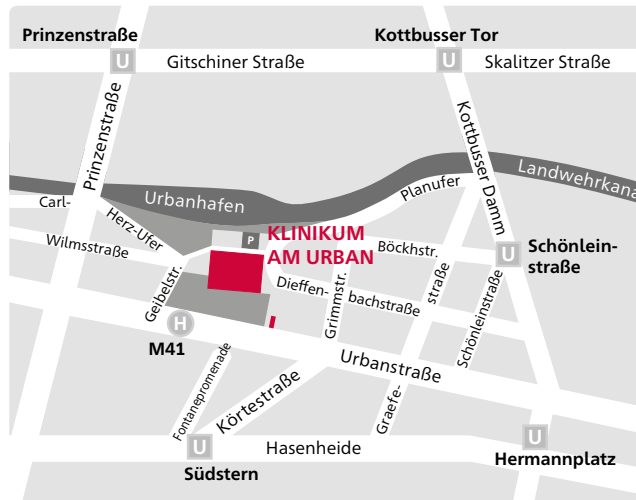 Prinzenstraße
Kottbusser Tor
U
Gitschiner Straße
U
Skalitzer Straße
Prinzenstraße
Kottbusser Damm
Landwehrkana
Planufer
Urbanhafen
Carl-
Herz-Ufer
P
KLINIKUM
AM URBAN
Wilmsstraße
Böckhstr.
U
Schönlein-
straße
Geibelstr.
Dieffen-
bachstraße
Grimmstr.
straße
Schönleinstraße
H
M41
Urbanstraße
Fontanepromenade
Körtestraße
Graefe-
U
Hasenheide
U
Südstern
Hermannplatz